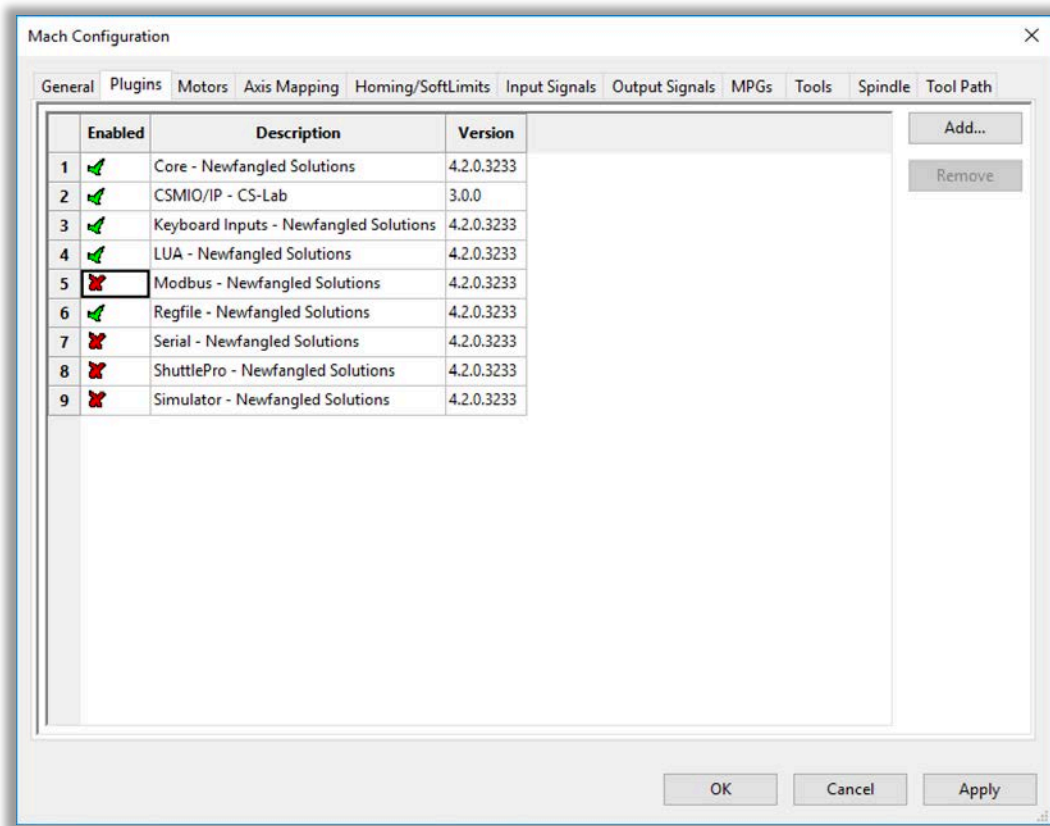 Mach Configuration
General Plugins Motors Axis Mapping Homing/SoftLimits Input Signals Output Signals MPGs Tools Spindle Tool Path
Enabled Description Version
Add...
1 Core - Newfangled Solutions 4.2.0.3233
Remove
2 CSMIO/IP - CS-Lab 3.0.0
3 Keyboard Inputs - Newfangled Solutions 4.2.0.3233
4 LUA - Newfangled Solutions 4.2.0.3233
5 Modbus - Newfangled Solutions 4.2.0.3233
6 Regfile - Newfangled Solutions 4.2.0.3233
7 Serial - Newfangled Solutions 4.2.0.3233
8 ShuttlePro - Newfangled Solutions 4.2.0.3233
9 Simulator - Newfangled Solutions 4.2.0.3233
OK Cancel Apply